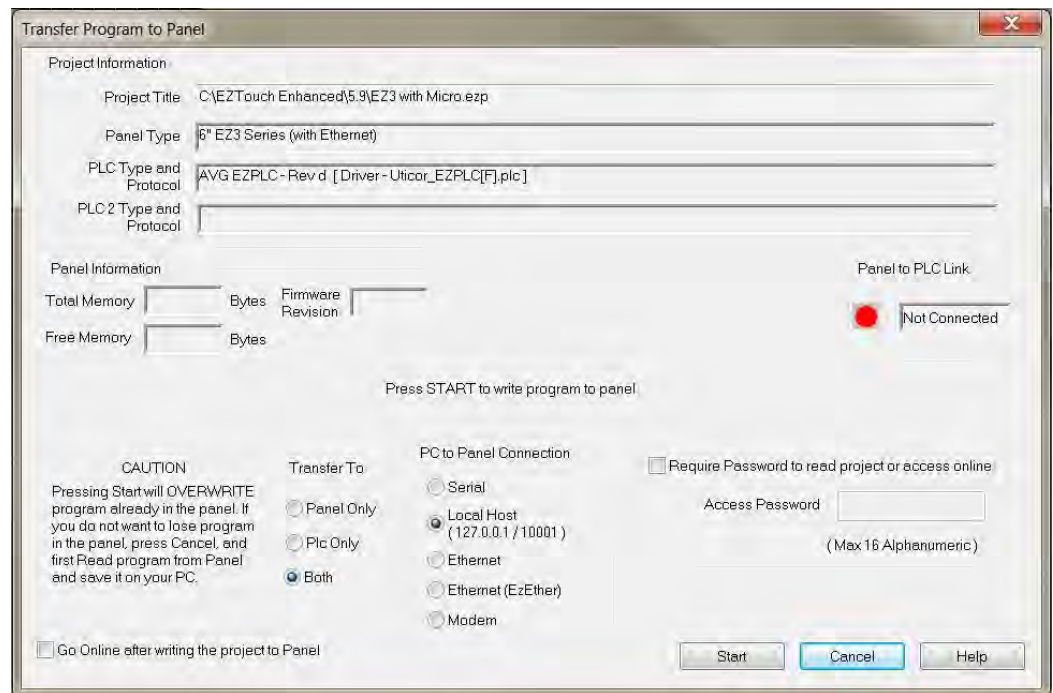 Transfer Program to Panel
Project Information
Project Title C:\EZTouch Enhanced\5.9\EZ3 with Micro.ezp
Panel Type 6" EZ3 Series (with Ethernet)
PLC Type and
Protocol
AVG EZPLC - Rev d [ Driver - Uticor_EZPLC[F].plc ]
PLC 2 Type and
Protocol
Panel Information
Panel to PLC Link
Total Memory Bytes
Firmware
Revision
Free Memory Bytes
Not Connected
Press START to write program to panel
CAUTION
Pressing Start will OVERWRITE
program already in the panel. If
you do not want to lose program
in the panel, press Cancel, and
first Read program from Panel
and save it on your PC.
Transfer To
Panel Only
Plc Only
Both
PC to Panel Connection
Serial
Local Host
( 127.0.0.1 / 10001 )
Ethernet
Ethernet (EzEther)
Modem
Require Password to read project or access online
Access Password
( Max 16 Alphanumeric )
Go Online after writing the project to Panel
Start Cancel Help